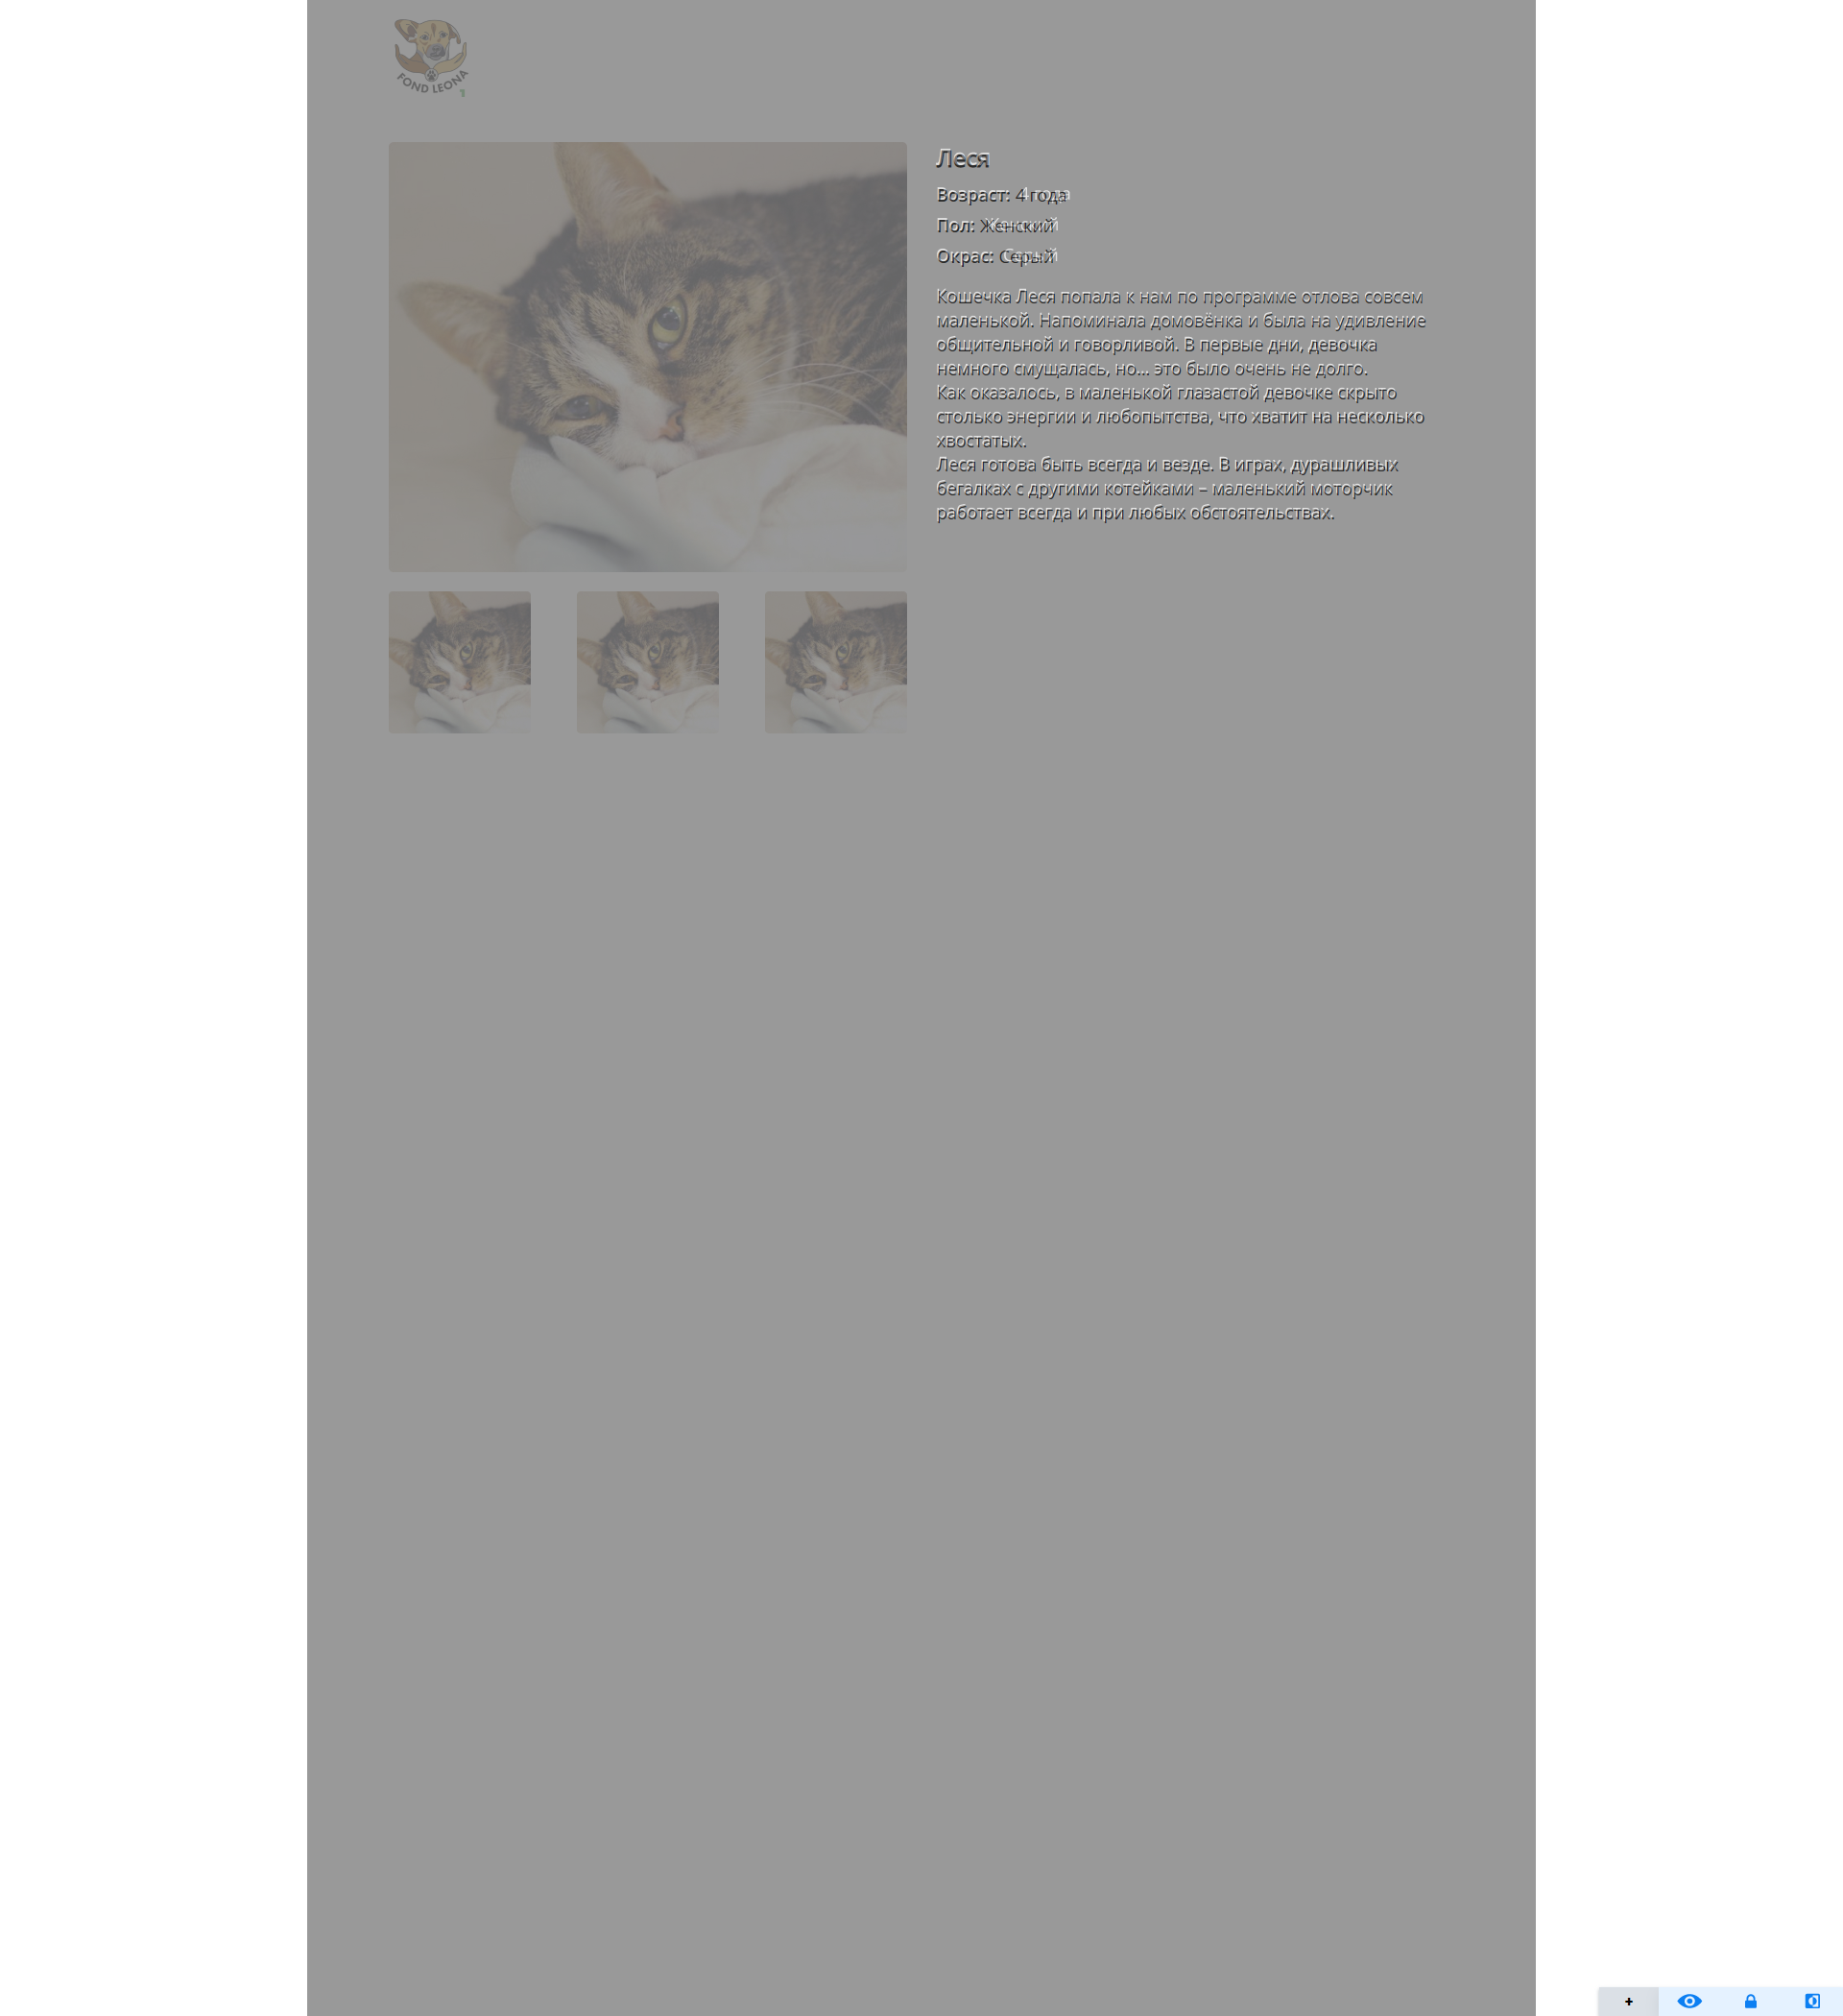 FOND LEONA
Леся
Возраст: 4 года
Пол: Женский
Окрас: Серый
Кошечка Леся попала к нам по программе отлова совсем
маленькой. Напоминала домовёнка и была на удивление
общительной и говорливой. В первые дни, девочка
немного смущалась, но... это было очень не долго.
Как оказалось, в маленькой глазастой девочке скрыто
столько энергии и любопытства, что хватит на несколько
хвостатых.
Леся готова быть всегда и везде. В играх, дурашливых
бегалках с другими котейками – маленький моторчик
работает всегда и при любых обстоятельствах.
+